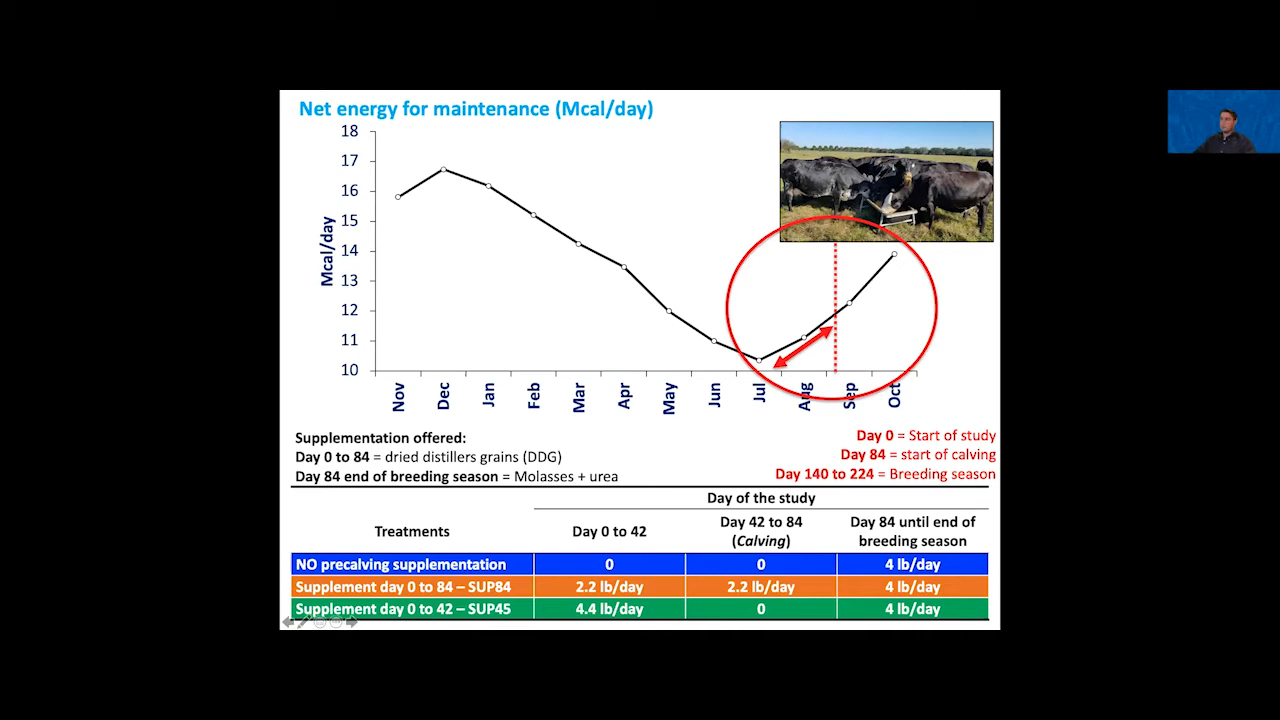 Net energy for maintenance (Mcal/day)
18
17
16
15
14
13
12
11
10
Mcal/day
Nov Dec Jan Feb Mar Apr May Jun Jul Aug Sep Oct
Supplementation offered:
Day 0 to 84 = dried distillers grains (DDG)
Day 84 end of breeding season = Molasses + urea
Day 0 = Start of study
Day 84 = start of calving
Day 140 to 224 = Breeding season
Day of the study
Treatments
Day 0 to 42
Day 42 to 84
(Calving)
Day 84 until end of
breeding season
NO precalving supplementation 0 0 4 lb/day
Supplement day 0 to 84 – SUP84 2.2 lb/day 2.2 lb/day 4 lb/day
Supplement day 0 to 42 – SUP45 4.4 lb/day 0 4 lb/day